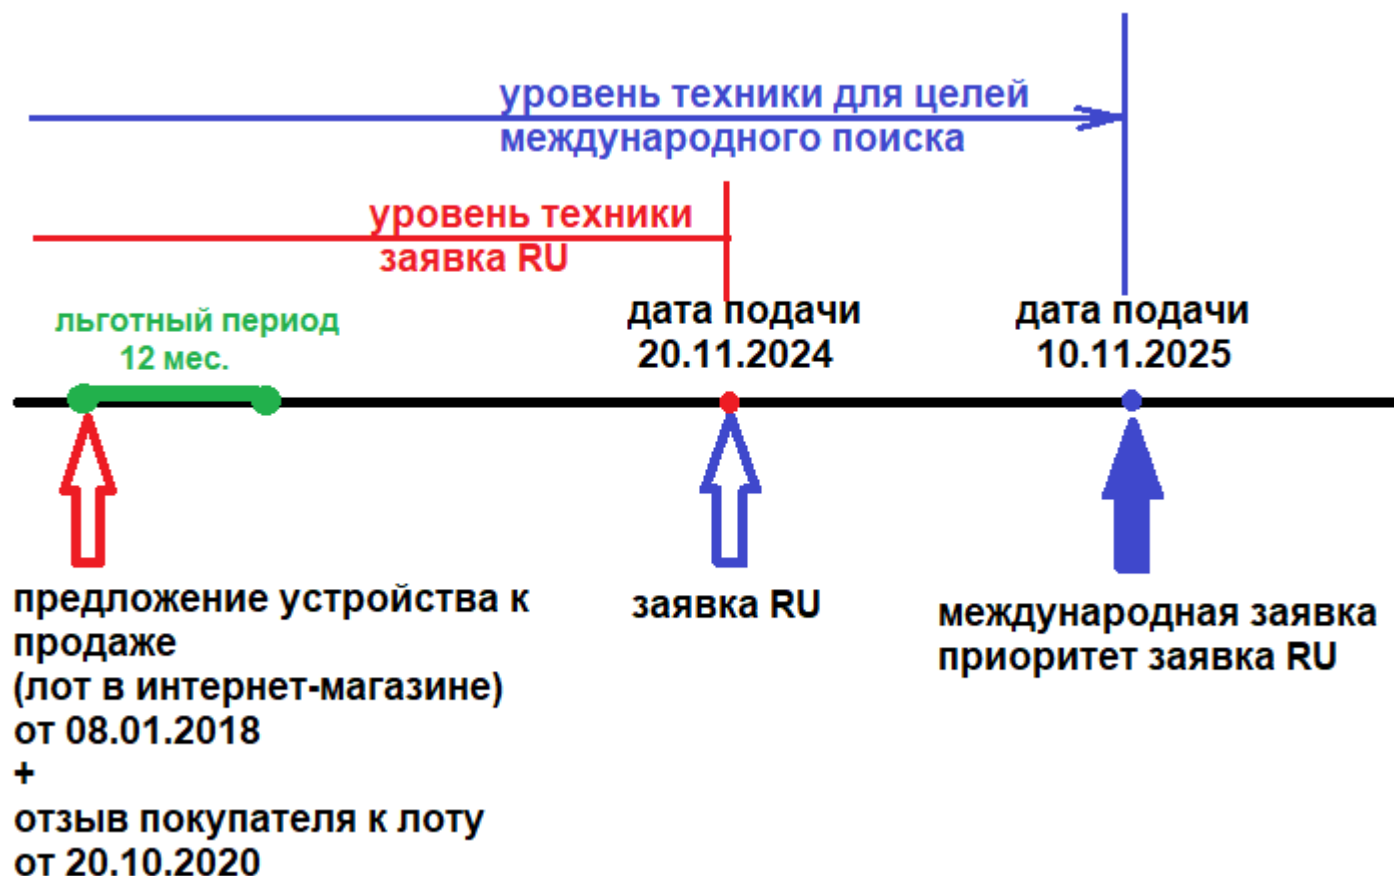 уровень техники для целей
международного поиска
уровень техники
заявка RU
льготный период
12 мес.
дата подачи
20.11.2024
дата подачи
10.11.2025
предложение устройства к
продаже
(лот в интернет-магазине)
от 08.01.2018
+
отзыв покупателя к лоту
от 20.10.2020
заявка RU
международная заявка
приоритет заявка RU